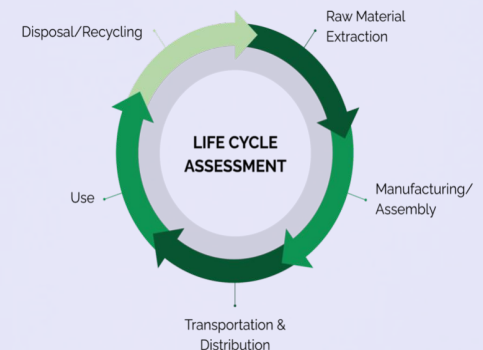 Disposal/Recycling
Raw Material
Extraction
LIFE CYCLE
ASSESSMENT
Use
Manufacturing/
Assembly
Transportation &
Distribution